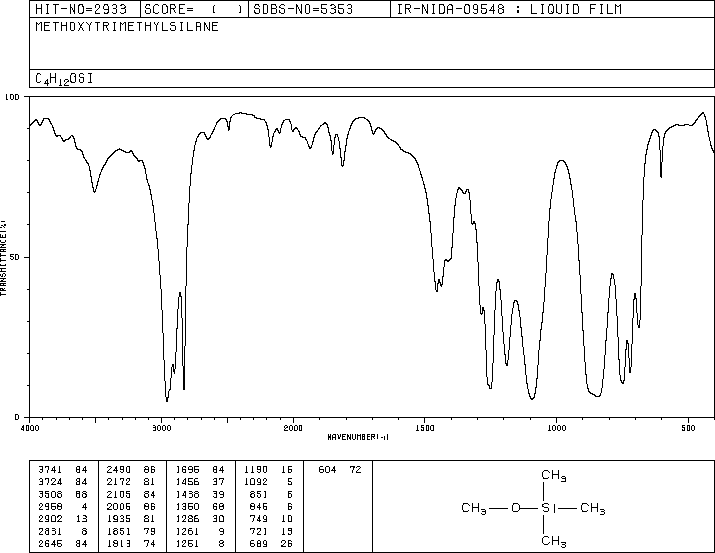 HIT-NO=2933 SCORE= ( ) SDBS-NO=5353 IR-NIDA-09548 : LIQUID FILM
METHOXYTRIMETHYLSILANE
C4H12OSI
100
50
0
TRANSMITTANCE(%)
4000 3000 2000 1500 1000 500
WAVENUMBER(-1)
3741 84 2490 86 1696 84 1190 16 604 72
3724 84 2172 81 1456 37 1092 5
3508 68 2105 84 1438 39 851 6
2958 4 2006 86 1350 68 846 6
2902 13 1935 81 1286 30 749 10
2831 8 1851 79 1261 9 721 19
2646 84 1813 74 1251 8 689 26
CH3
CH3 O Si CH3
CH3